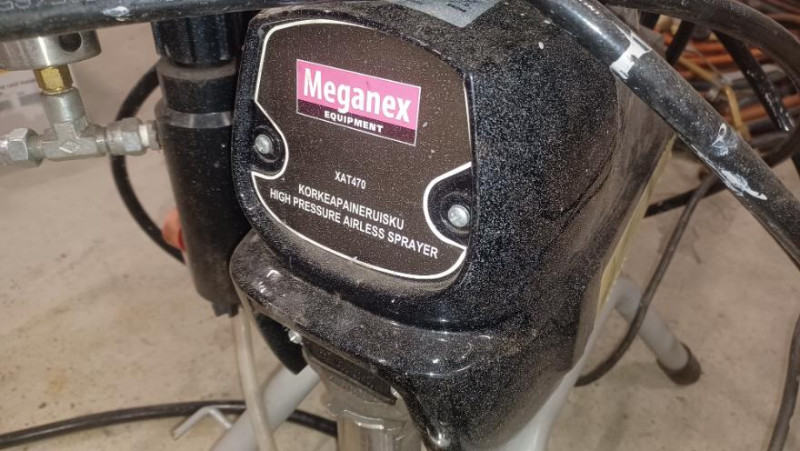 Meganex
EQUIPMENT
XAT470
KORKEAPAINERUISKU
HIGH PRESSURE AIRLESS SPRAYER